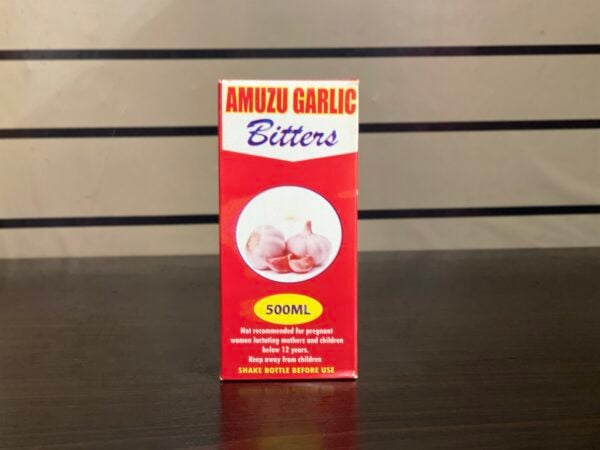 AMUZU GARLIC
Bitters
500ML
Not recommended for pregnant
women lactating mothers and children
below 12 years.
Keep away from children
SHAKE BOTTLE BEFORE USE